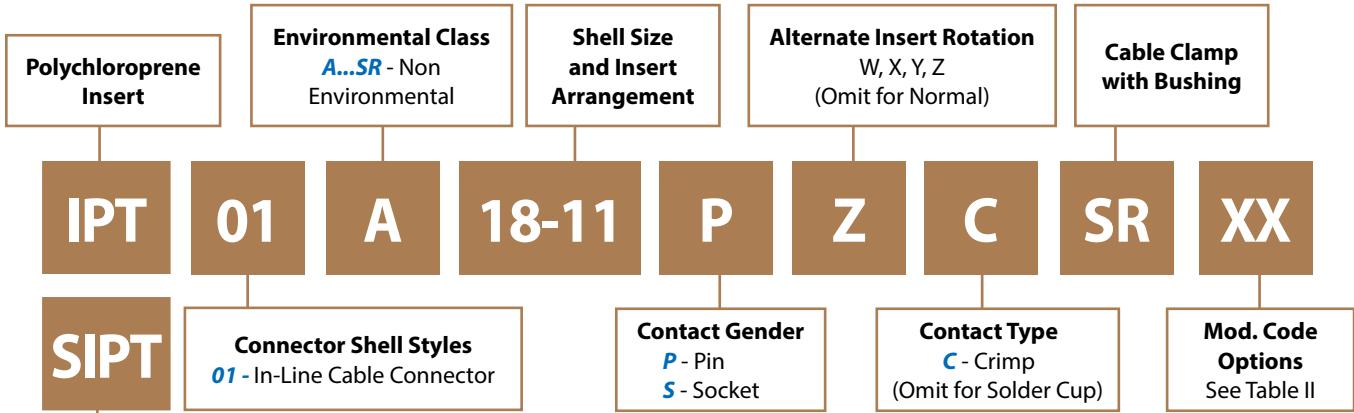 Polychloroprene
Insert
Environmental Class
A...SR - Non
Environmental
Shell Size
and Insert
Arrangement
Alternate Insert Rotation
W, X, Y, Z
(Omit for Normal)
Cable Clamp
with Bushing
IPT 01 A 18-11 P Z C SR XX
SIPT
Connector Shell Styles
01 - In-Line Cable Connector
Contact Gender
P - Pin
S - Socket
Contact Type
C - Crimp
(Omit for Solder Cup)
Mod. Code
Options
See Table II